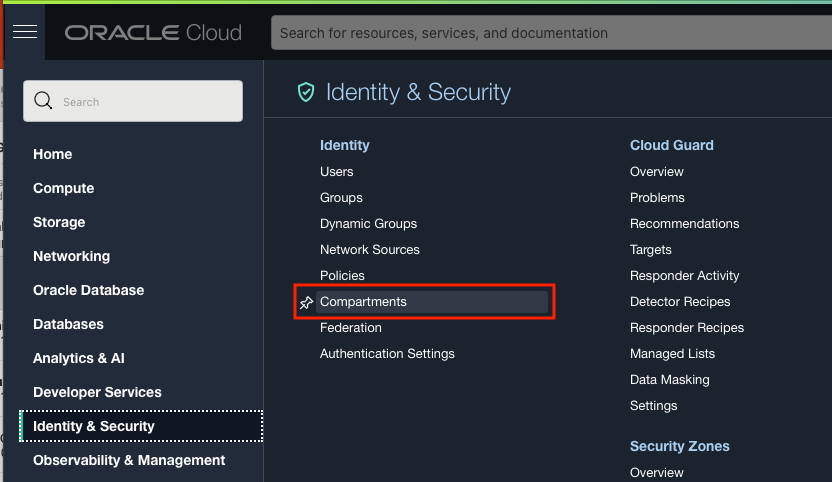 ORACLE Cloud
Search for resources, services, and documentation
Search
Home
Compute
Storage
Networking
Oracle Database
Databases
Analytics & AI
Developer Services
Identity & Security
Observability & Management
Identity & Security
Identity
Users
Groups
Dynamic Groups
Network Sources
Policies
Compartments
Federation
Authentication Settings
Cloud Guard
Overview
Problems
Recommendations
Targets
Responder Activity
Detector Recipes
Responder Recipes
Managed Lists
Data Masking
Settings
Security Zones
Overview